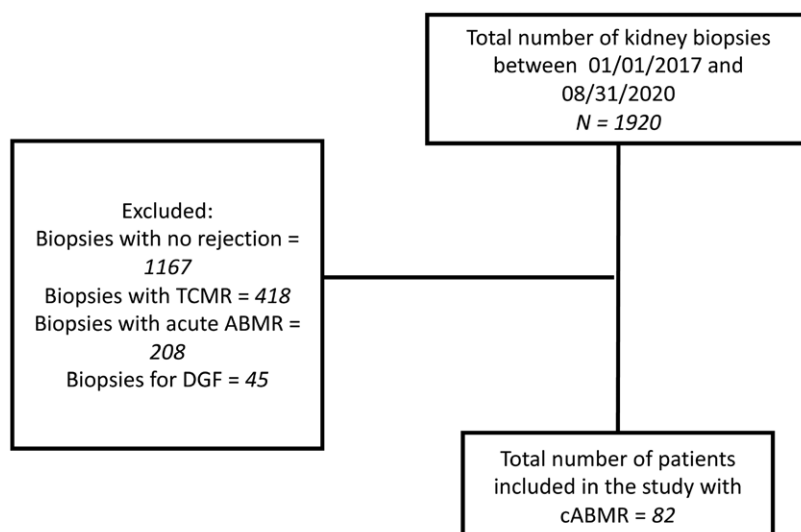 Total number of kidney biopsies
between 01/01/2017 and
08/31/2020
N = 1920
Excluded:
Biopsies with no rejection =
1167
Biopsies with TCMR = 418
Biopsies with acute ABMR =
208
Biopsies for DGF = 45
Total number of patients
included in the study with
cABMR = 82